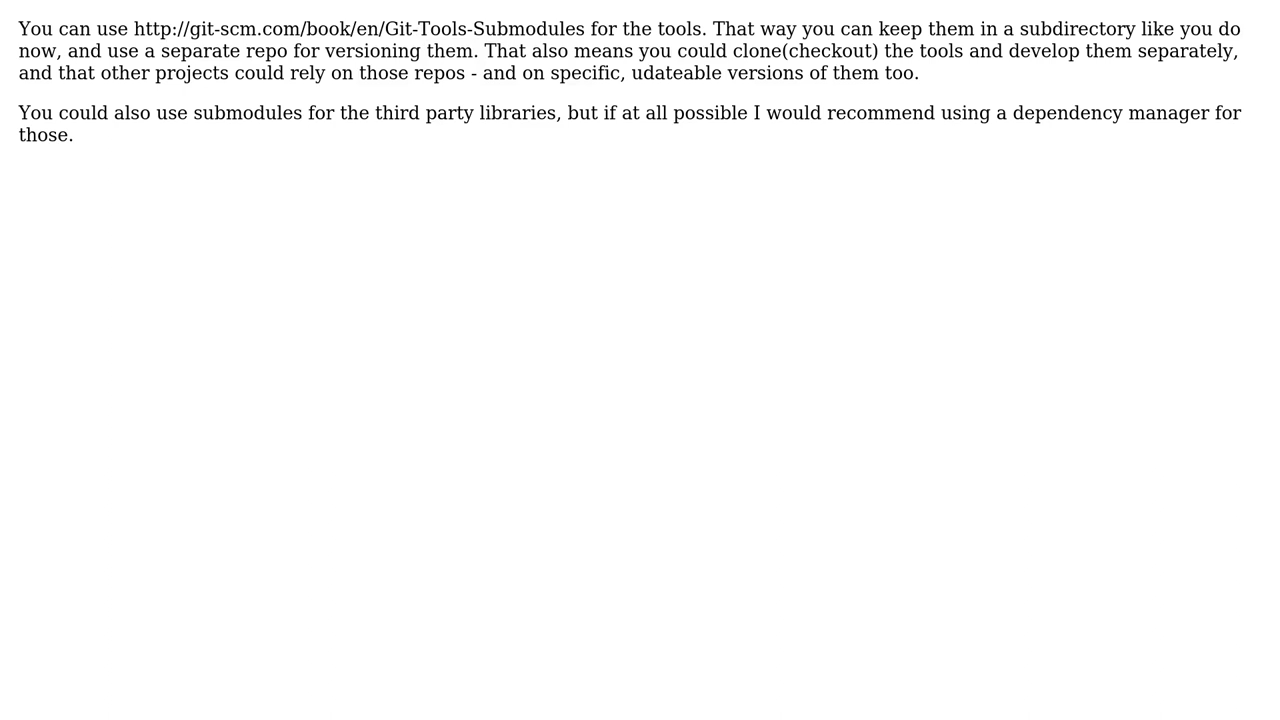 You can use http://git-scm.com/book/en/Git-Tools-Submodules for the tools. That way you can keep them in a subdirectory like you do
now, and use a separate repo for versioning them. That also means you could clone(checkout) the tools and develop them separately,
and that other projects could rely on those repos - and on specific, udateable versions of them too.
You could also use submodules for the third party libraries, but if at all possible I would recommend using a dependency manager for
those.